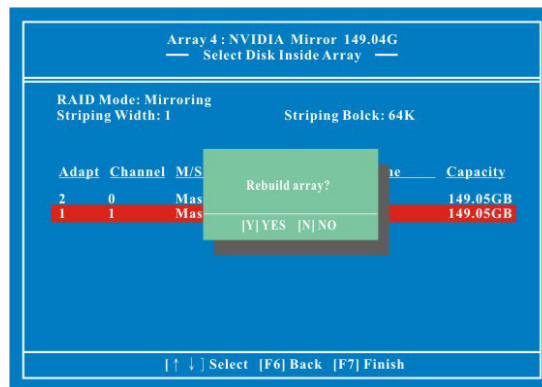 Array 4 : NVIDIA Mirror 149.04G
Select Disk Inside Array
RAID Mode: Mirroring
Striping Width: 1 Striping Bolck: 64K
Adapt Channel M/S Capacity
2 0 Mas 149.05GB
1 1 Mas 149.05GB
Rebuild array?
[Y] YES [N] NO
[↑ ↓] Select [F6] Back [F7] Finish